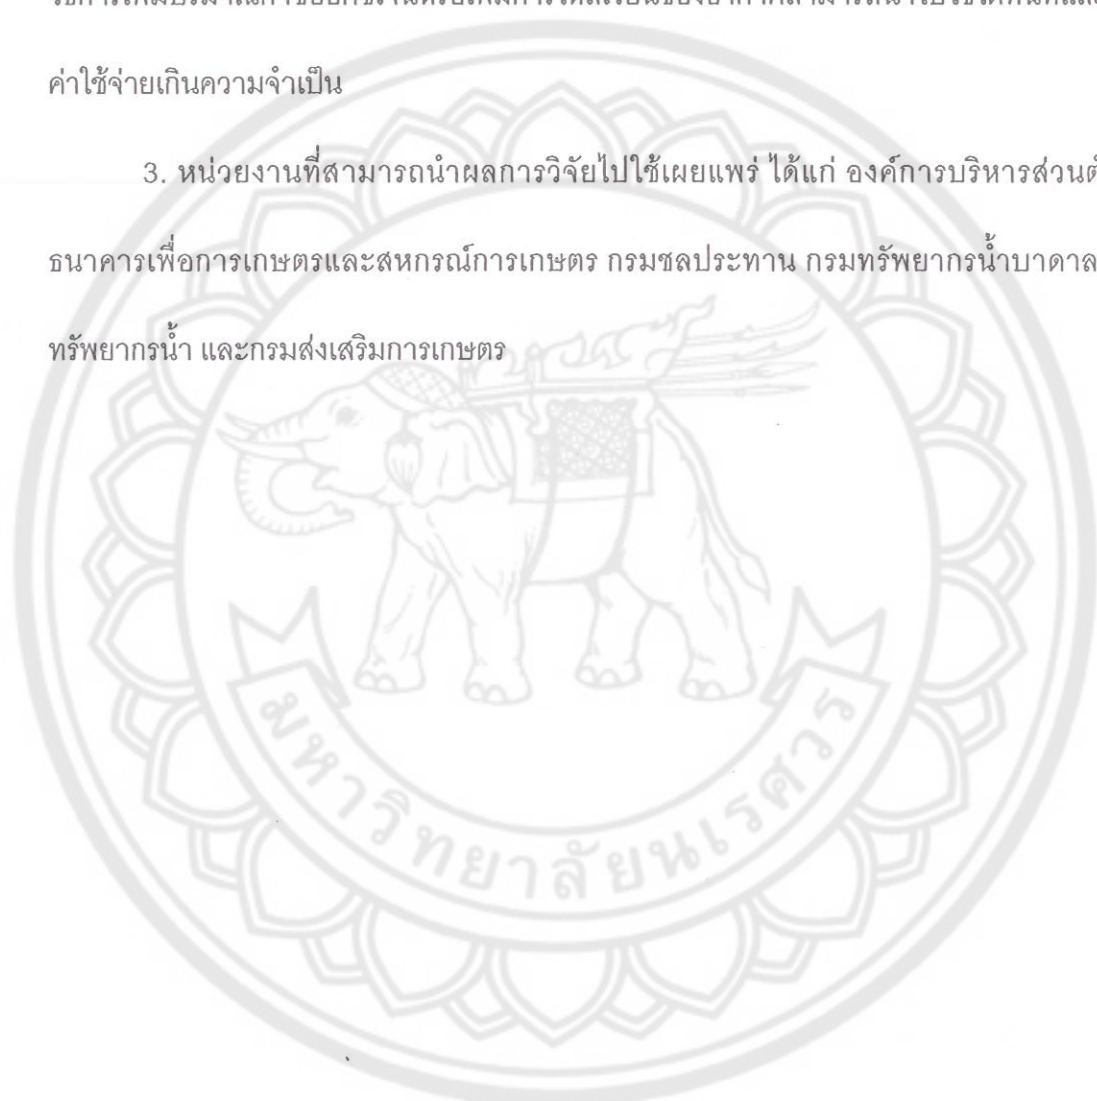 ค่าใช้จ่ายเกินความจำเป็น
3. หน่วยงานที่สามารถนำผลการวิจัยไปใช้เผยแพร่ ได้แก่ องค์การบริหารส่วน
ธนาคารเพื่อการเกษตรและสหกรณ์การเกษตร กรมชลประทาน กรมทรัพยากรน้ำบาดาล
ทรัพยากรน้ำ และกรมส่งเสริมการเกษตร
มหาวิทยาลัยนเรศวร